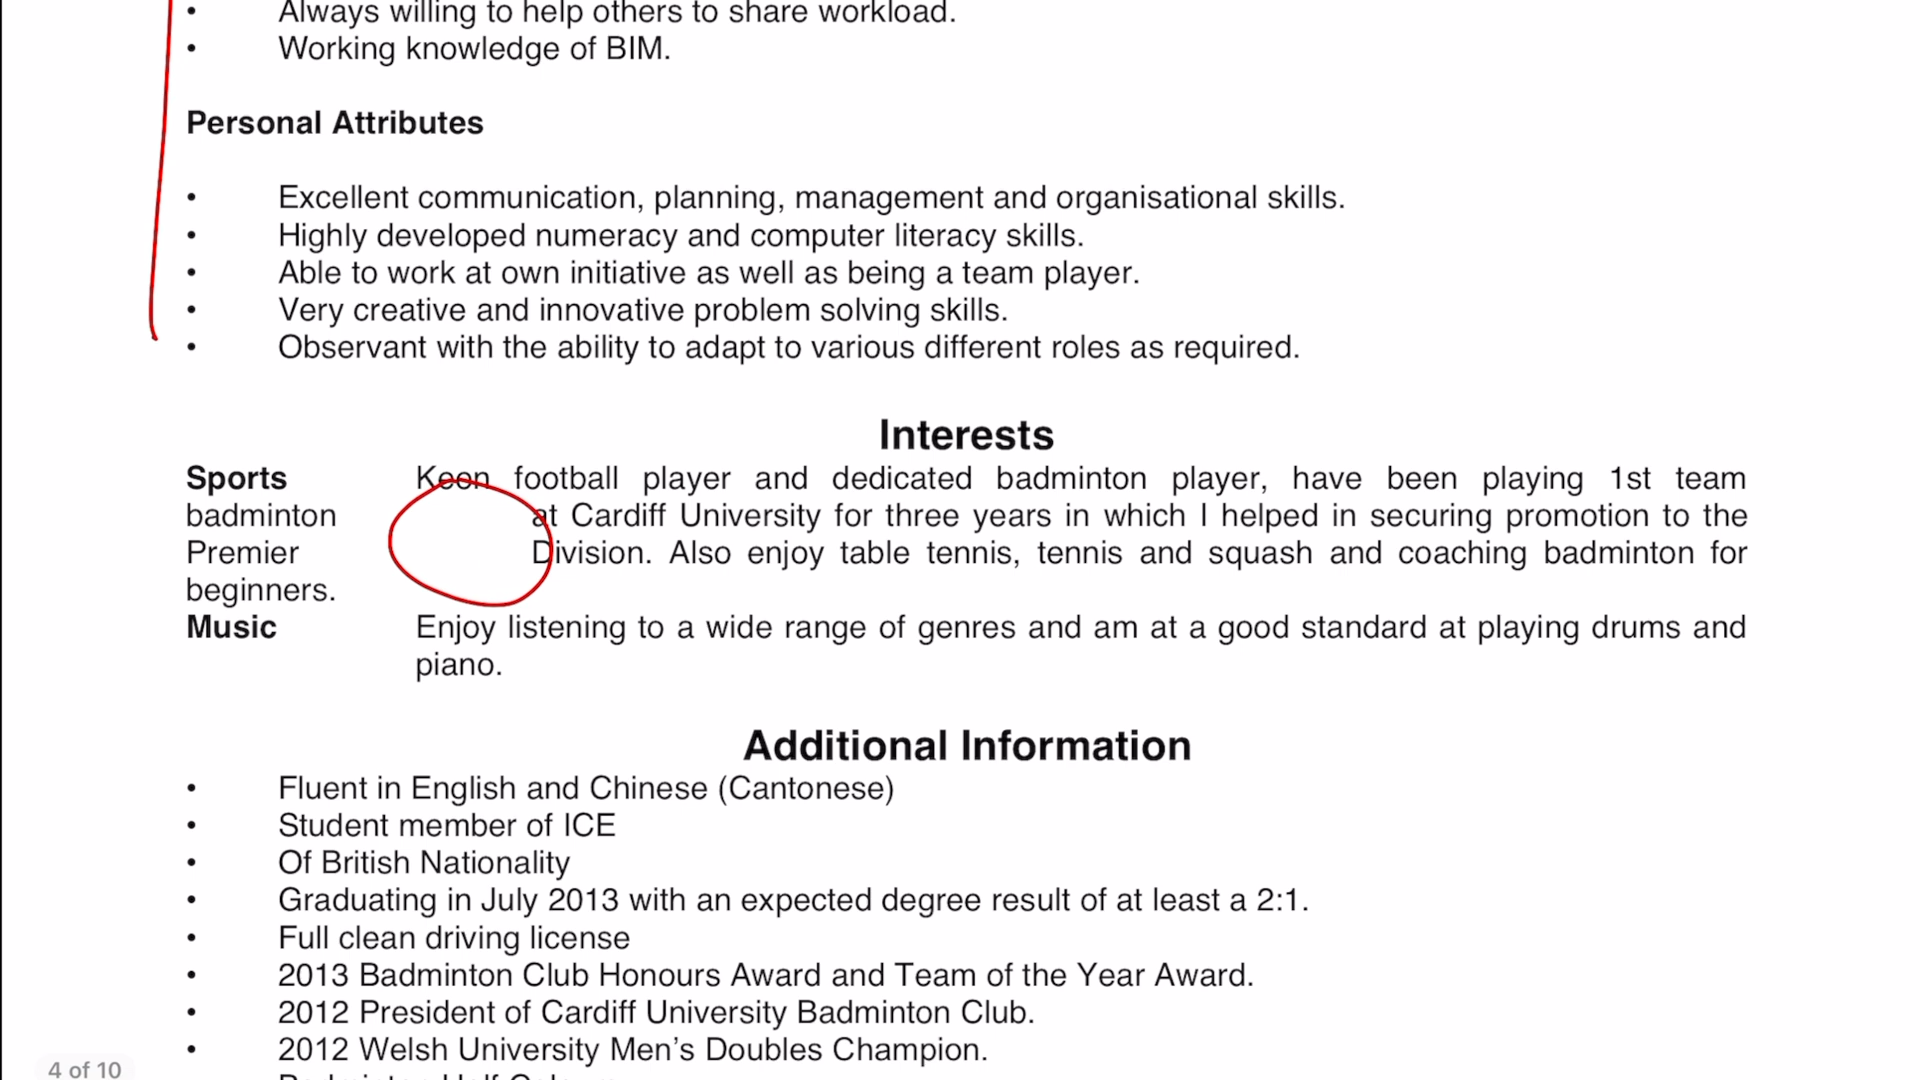 • Always willing to help others to share workload.
• Working knowledge of BIM.
Personal Attributes
• Excellent communication, planning, management and organisational skills.
• Highly developed numeracy and computer literacy skills.
• Able to work at own initiative as well as being a team player.
• Very creative and innovative problem solving skills.
• Observant with the ability to adapt to various different roles as required.
Interests
Sports Keen football player and dedicated badminton player, have been playing 1st team
badminton at Cardiff University for three years in which I helped in securing promotion to the
Premier Division. Also enjoy table tennis, tennis and squash and coaching badminton for
beginners.
Music Enjoy listening to a wide range of genres and am at a good standard at playing drums and
piano.
Additional Information
• Fluent in English and Chinese (Cantonese)
• Student member of ICE
• Of British Nationality
• Graduating in July 2013 with an expected degree result of at least a 2:1.
• Full clean driving license
• 2013 Badminton Club Honours Award and Team of the Year Award.
• 2012 President of Cardiff University Badminton Club.
• 2012 Welsh University Men’s Doubles Champion.
4 of 10